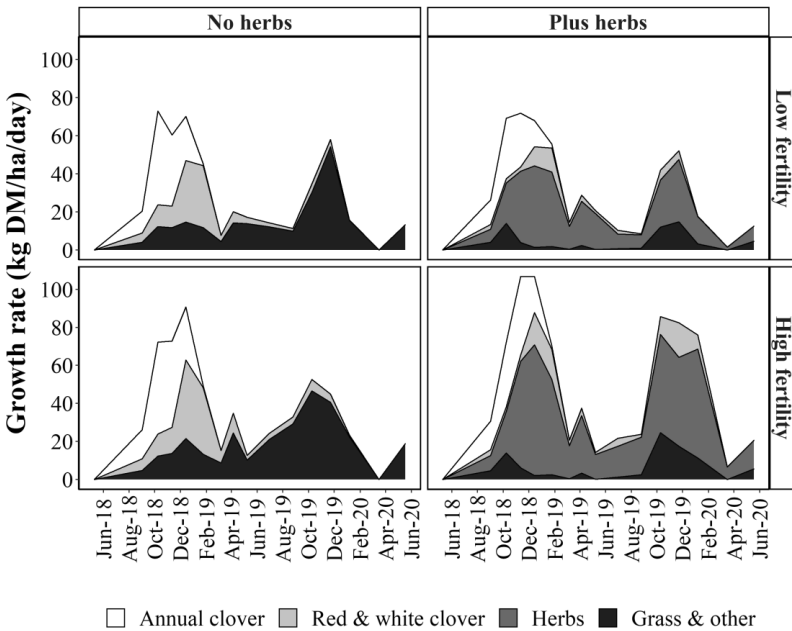 No herbs Plus herbs
Growth rate (kg DM/ha/day)
100
80
60
40
20
0
Low fertility
100
80
60
40
20
0
High fertility
Jun-18 Aug-18 Oct-18 Dec-18 Feb-19 Apr-19 Jun-19 Aug-19 Oct-19 Dec-19 Feb-20 Apr-20 Jun-20
Jun-18 Aug-18 Oct-18 Dec-18 Feb-19 Apr-19 Jun-19 Aug-19 Oct-19 Dec-19 Feb-20 Apr-20 Jun-20
Annual clover Red & white clover Herbs Grass & other